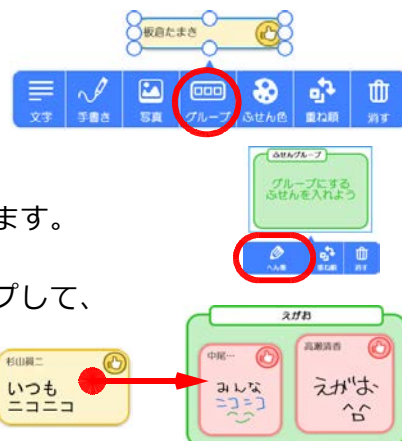 板倉たまき
文字 手書き 写真 グループ ふせん色 重ね順 消す
ふせんグループ
グループにする
ふせんを入れよう
へん集 重ね順 消す
ます。
プして、
えがお
杉山眞二
いつも
ニコニコ
中尾…
みんな
ニコニコ
高瀬清香
えがお